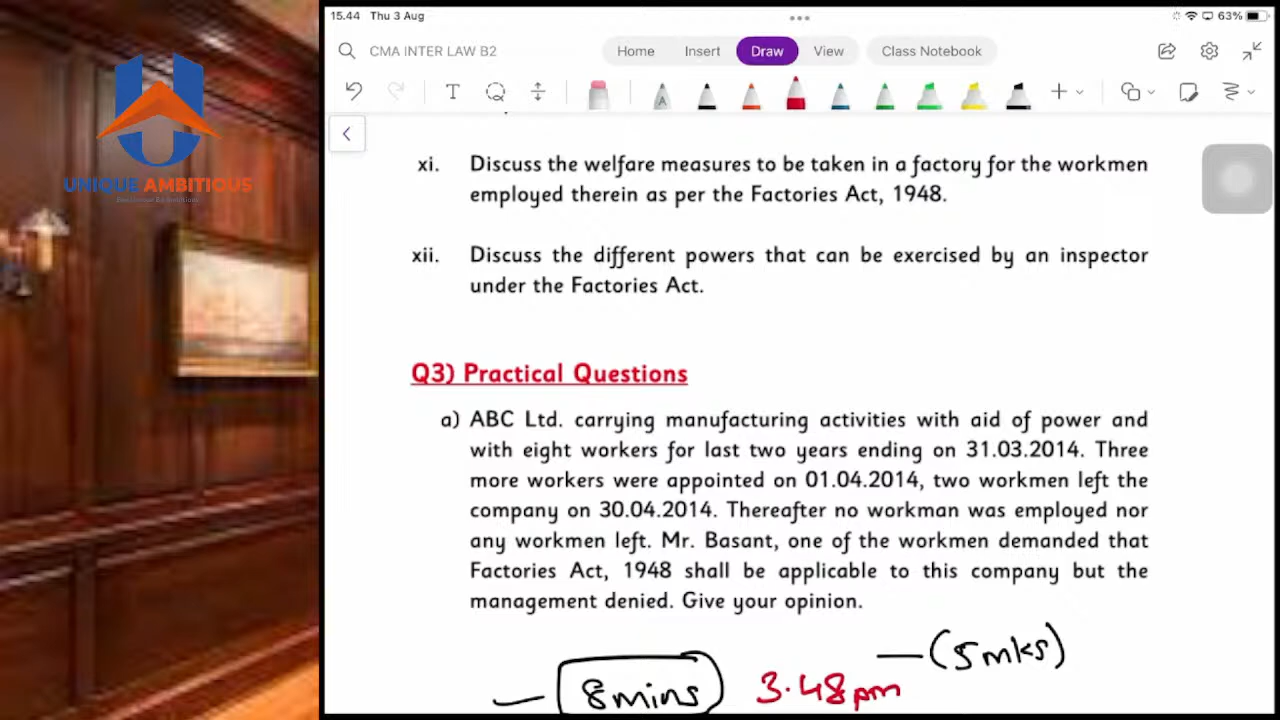 15.44 Thu 3 Aug
63%
CMA INTER LAW B2
Home Insert Draw View Class Notebook
UNIQUE AMBITIOUS
xi. Discuss the welfare measures to be taken in a factory for the workmen
employed therein as per the Factories Act, 1948.
xii. Discuss the different powers that can be exercised by an inspector
under the Factories Act.
Q3) Practical Questions
a) ABC Ltd. carrying manufacturing activities with aid of power and
with eight workers for last two years ending on 31.03.2014. Three
more workers were appointed on 01.04.2014, two workmen left the
company on 30.04.2014. Thereafter no workman was employed nor
any workmen left. Mr. Basant, one of the workmen demanded that
Factories Act, 1948 shall be applicable to this company but the
management denied. Give your opinion.
— (5mks)
— 8mins 3.48pm